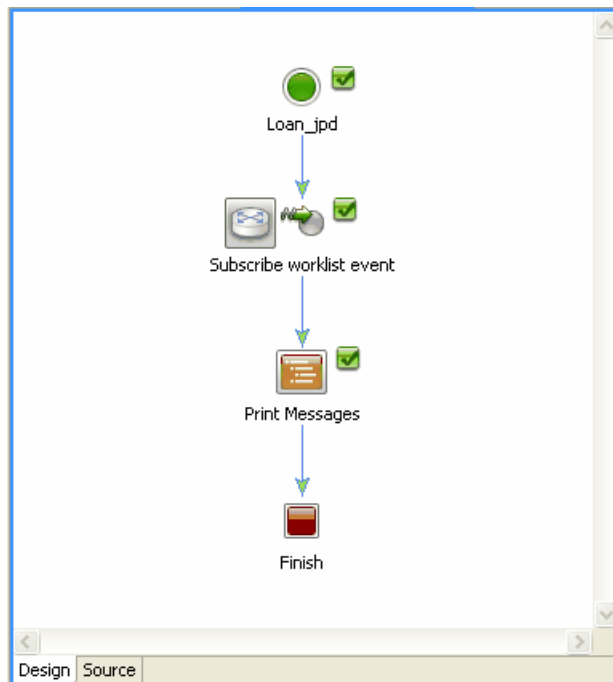 Loan_jpd
Subscribe worklist event
Print Messages
Finish
Design Source